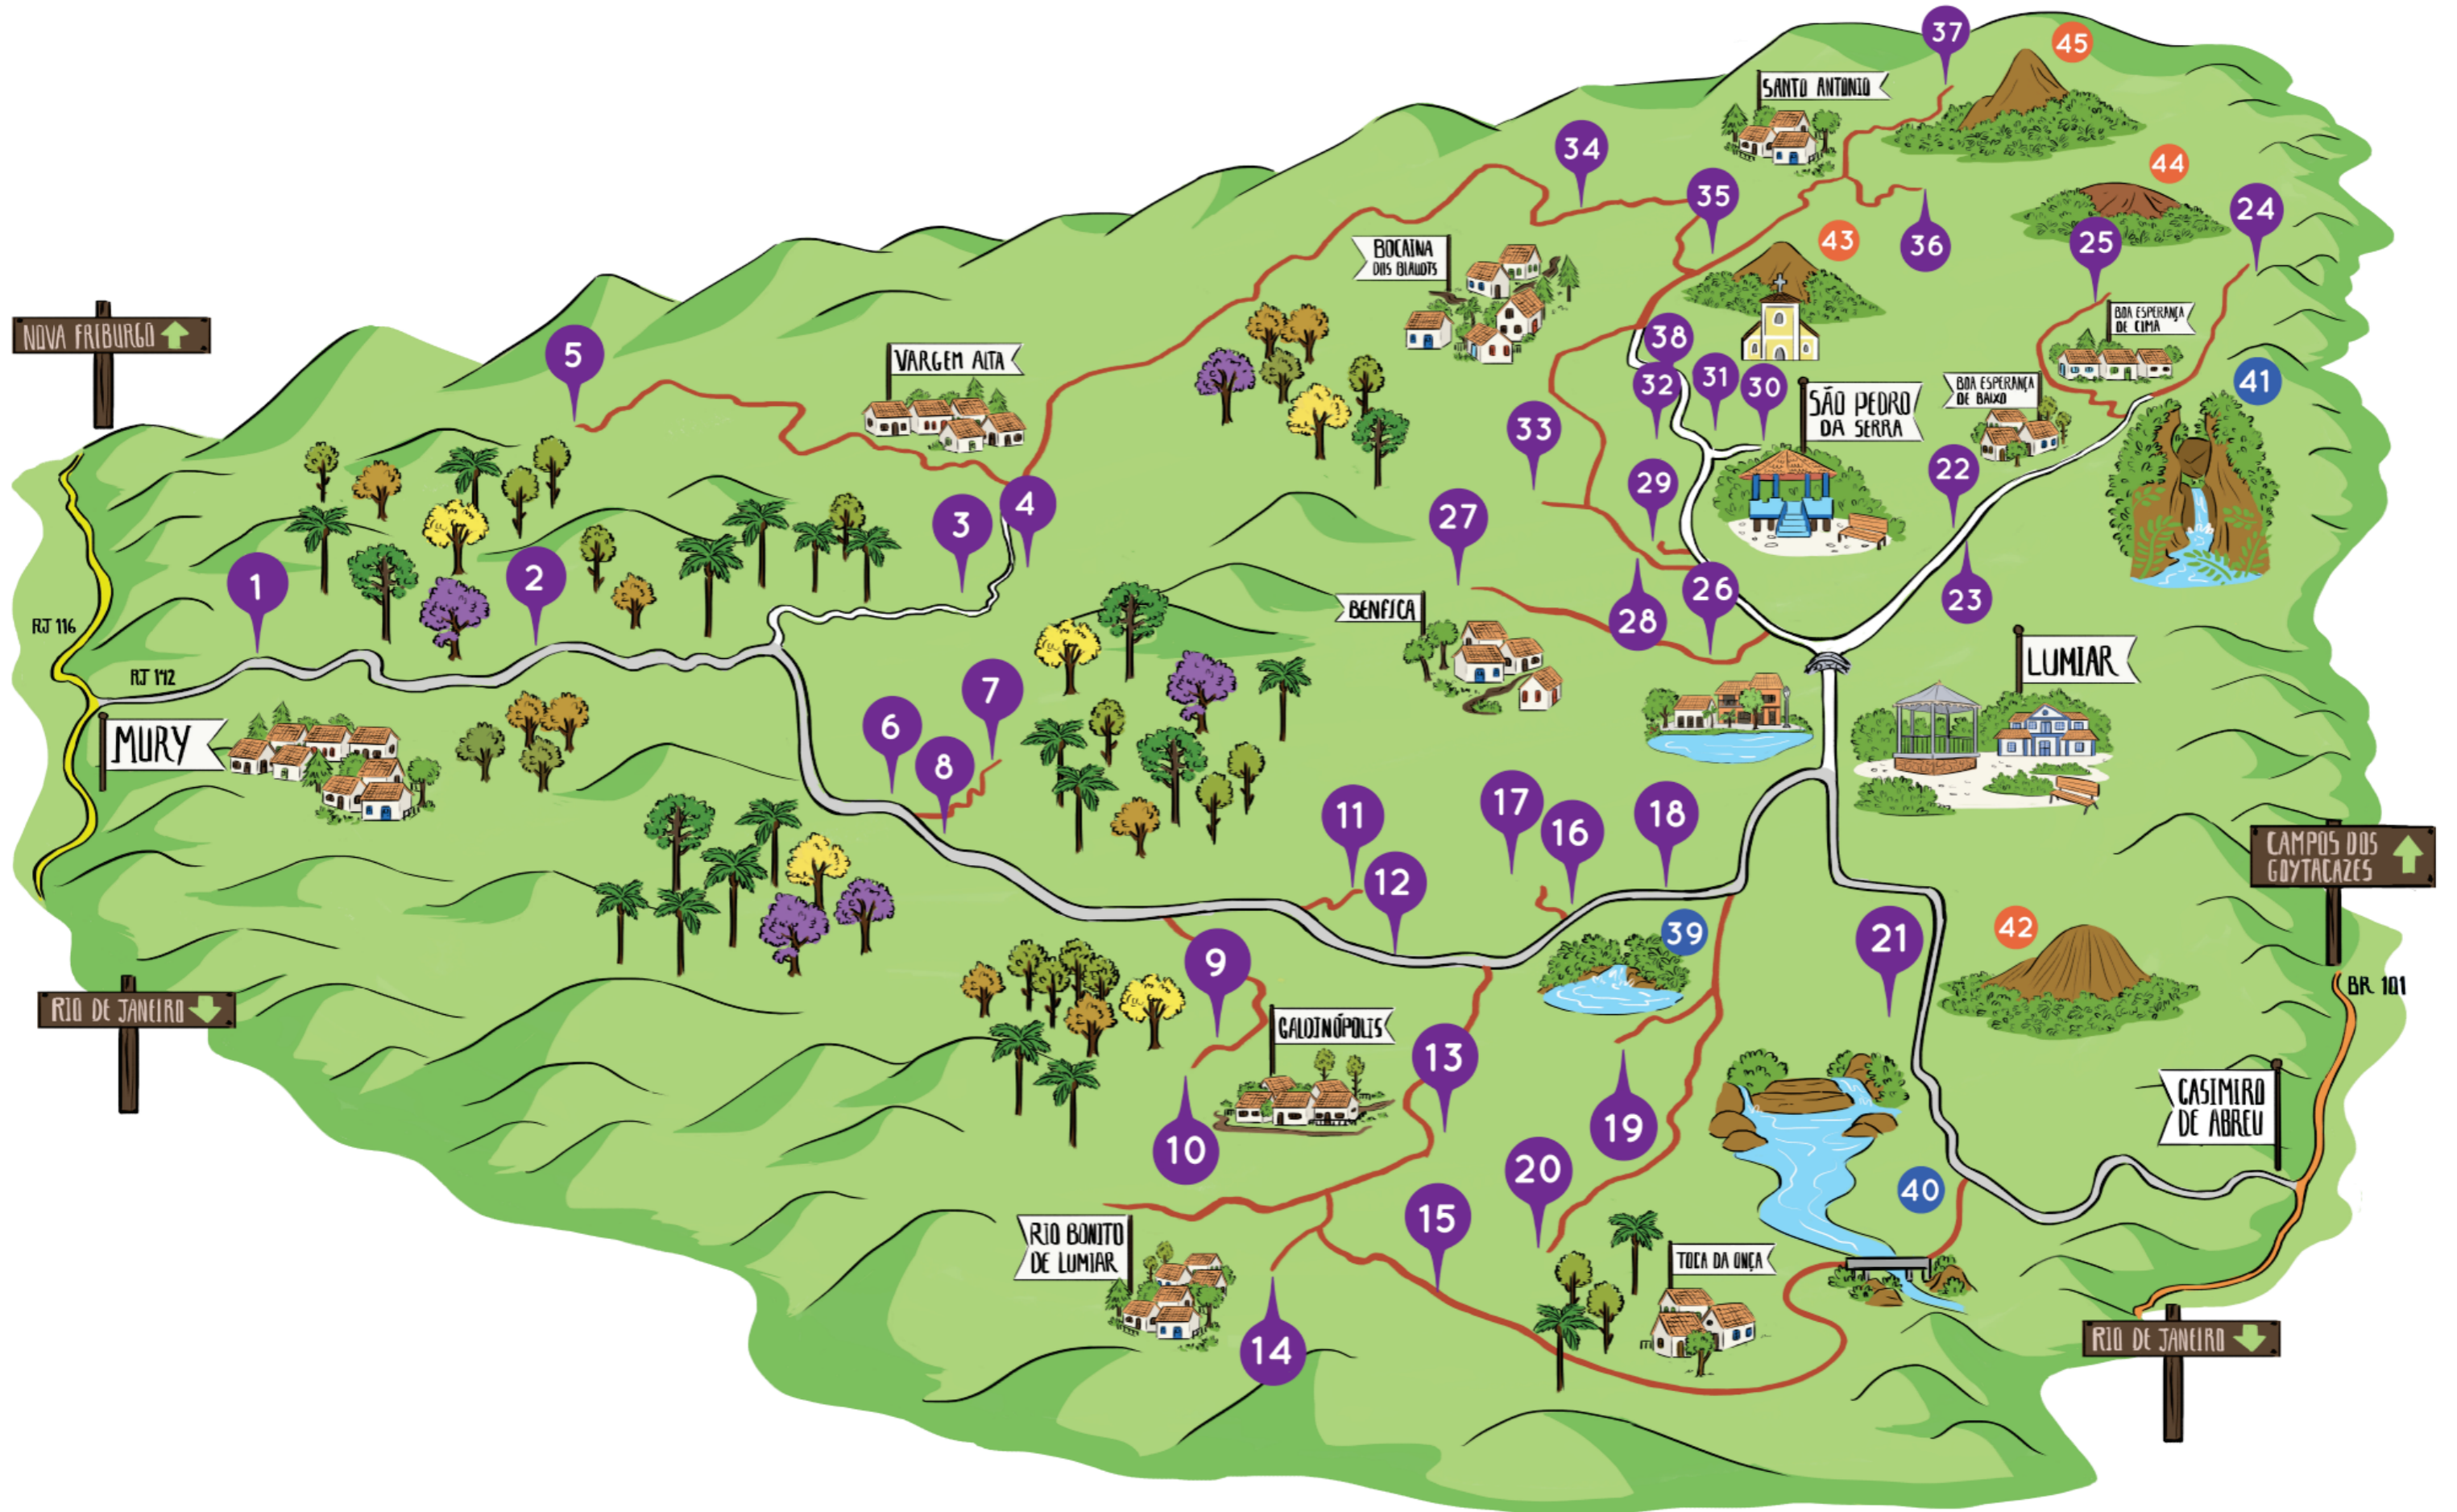 37
45
SANTO ANTONIO
34
44
35
24
43
36
25
BOCAINA
DOS BLAUDTS
NOVA FRIBURGO
5
VARGEM ALTA
38
BOA ESPERANÇA
DE CIMA
32
31
30
BOA ESPERANÇA
DE BAIXO
41
SÃO PEDRO
DA SERRA
33
22
29
27
3
4
1
2
26
23
28
BENFICA
RJ 116
LUMIAR
RJ 142
MURY
6
7
8
11
17
16
18
12
CAMPOS DOS
GOYTACAZES
39
42
21
9
BR 101
RIO DE JANEIRO
GALDINÓPOLIS
13
CASIMIRO
DE ABREU
19
10
20
40
15
RIO BONITO
DE LUMIAR
TOCA DA ONÇA
14
RIO DE JANEIRO